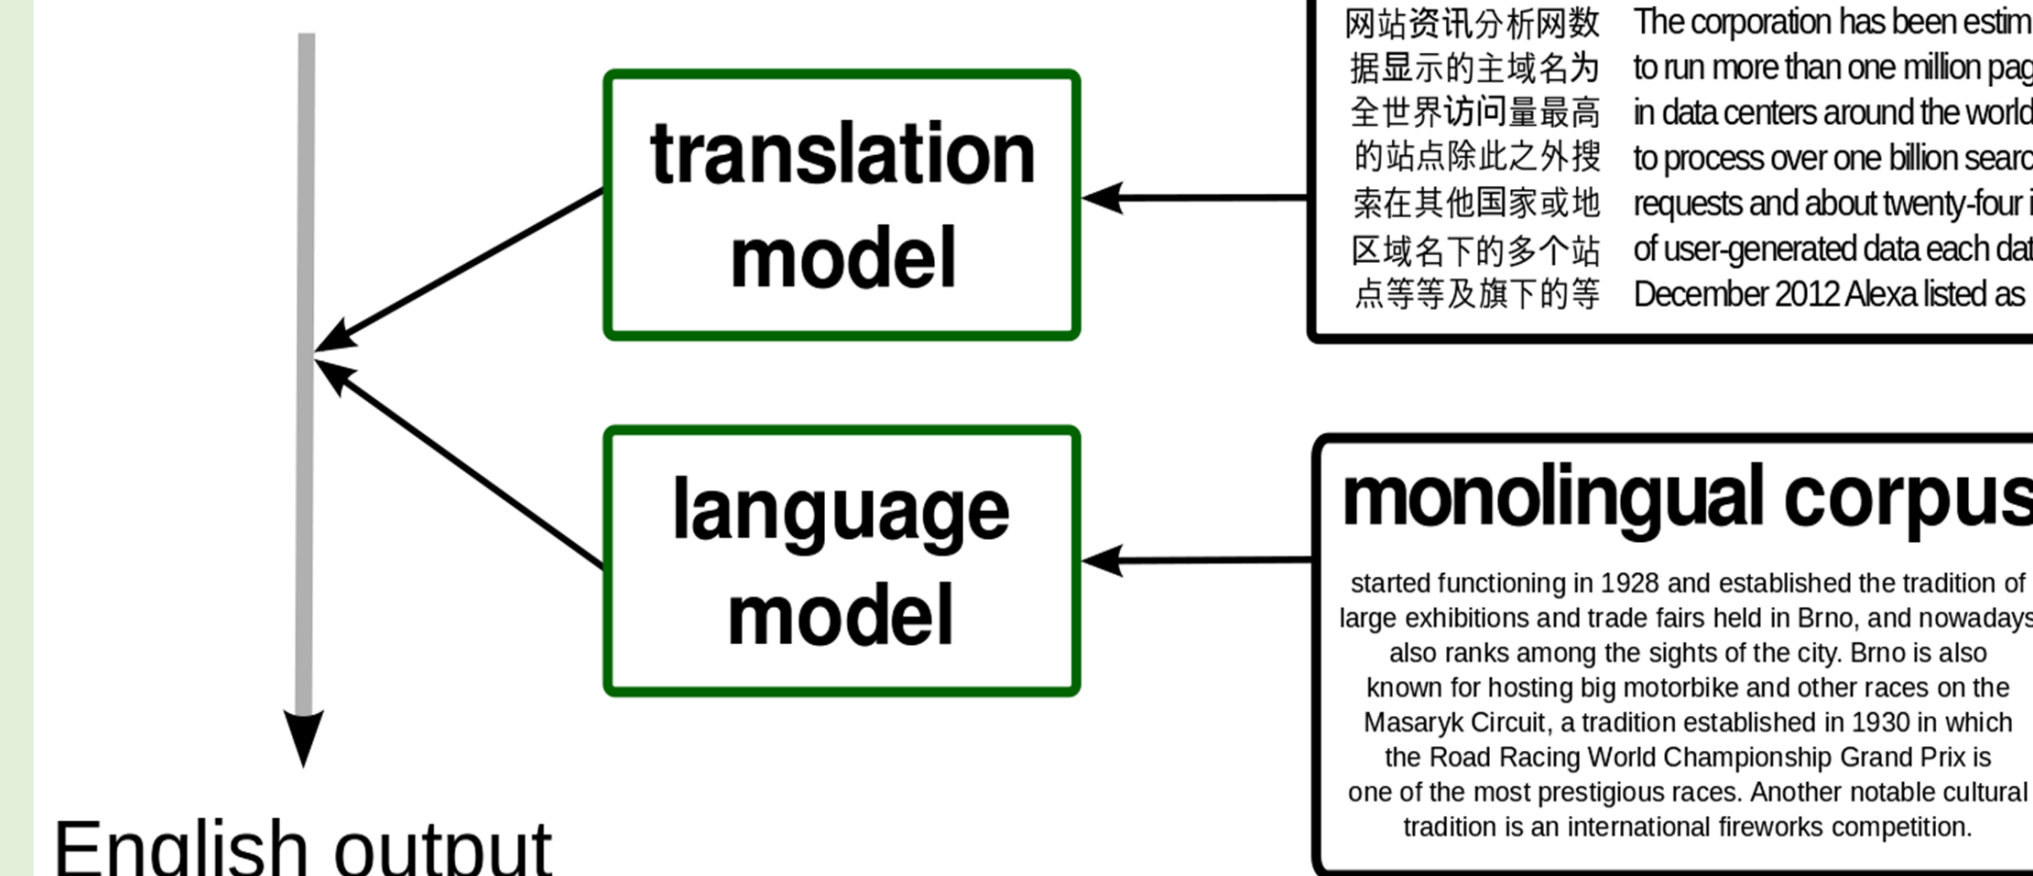 网站资讯分析网数
据显示的主域名为
全世界访问量最高
的站点除此之外搜
索在其他国家或地
区域名下的多个站
点等等及旗下的等
The corporation has been estim
to run more than one million pag
in data centers around the world
to process over one billion searc
requests and about twenty-four i
of user-generated data each dat
December 2012 Alexa listed as
translation
model
language
model
monolingual corpus
started functioning in 1928 and established the tradition of
large exhibitions and trade fairs held in Brno, and nowadays
also ranks among the sights of the city. Brno is also
known for hosting big motorbike and other races on the
Masaryk Circuit, a tradition established in 1930 in which
the Road Racing World Championship Grand Prix is
one of the most prestigious races. Another notable cultural
tradition is an international fireworks competition.
English output